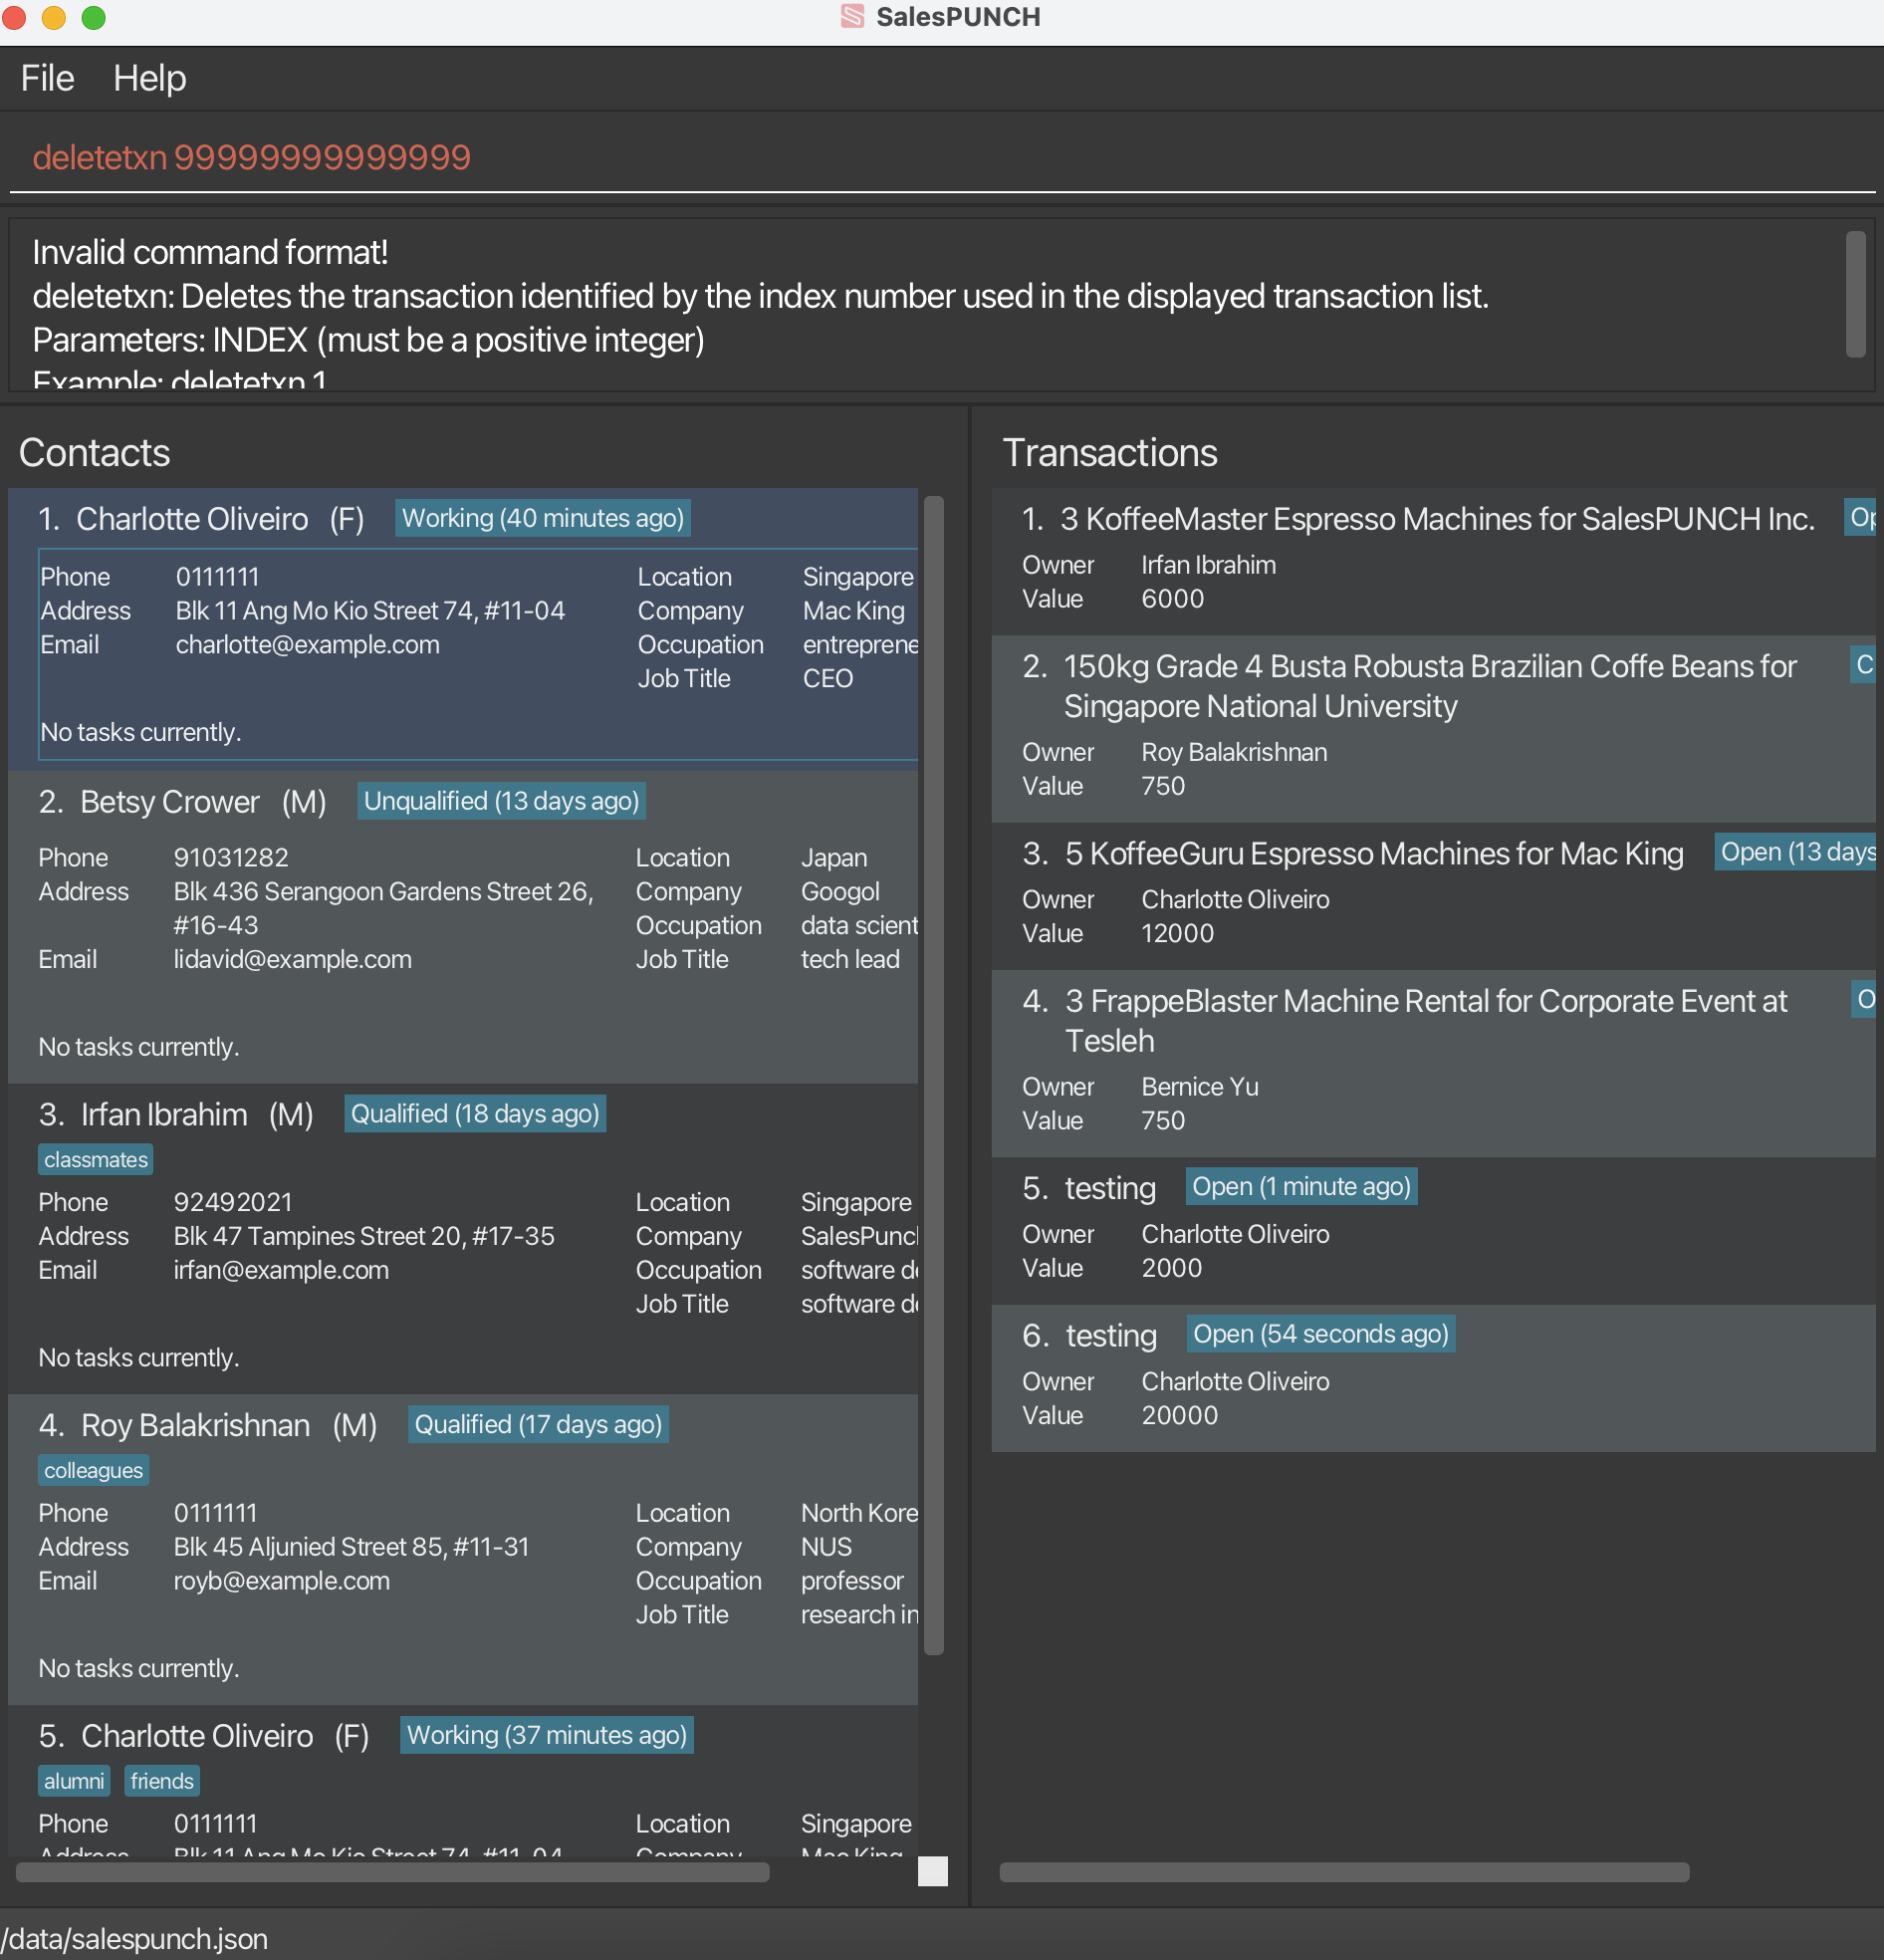 SalesPUNCH
File Help
deletetxn 99999999999999
Invalid command format!
deletetxn: Deletes the transaction identified by the index number used in the displayed transaction list.
Parameters: INDEX (must be a positive integer)
Example: deletetxn 1
Contacts
1. Charlotte Oliveiro (F) Working (40 minutes ago)
Phone 0111111 Location Singapore
Address Blk 11 Ang Mo Kio Street 74, #11-04 Company Mac King
Email charlotte@example.com Occupation entreprene
Job Title CEO
No tasks currently.
2. Betsy Crower (M) Unqualified (13 days ago)
Phone 91031282 Location Japan
Address Blk 436 Serangoon Gardens Street 26, Company Googol
#16-43 Occupation data scient
Email lidavid@example.com Job Title tech lead
No tasks currently.
3. Irfan Ibrahim (M) Qualified (18 days ago)
classmates
Phone 92492021 Location Singapore
Address Blk 47 Tampines Street 20, #17-35 Company SalesPunc
Email irfan@example.com Occupation software d
Job Title software d
No tasks currently.
4. Roy Balakrishnan (M) Qualified (17 days ago)
colleagues
Phone 0111111 Location North Kore
Address Blk 45 Aljunied Street 85, #11-31 Company NUS
Email royb@example.com Occupation professor
Job Title research in
No tasks currently.
5. Charlotte Oliveiro (F) Working (37 minutes ago)
alumni friends
Phone 0111111 Location Singapore
Address Blk 11 Ang Mo Kio Street 74, #11-04 Company Mac King
Transactions
1. 3 KoffeeMaster Espresso Machines for SalesPUNCH Inc. Op
Owner Irfan Ibrahim
Value 6000
2. 150kg Grade 4 Busta Robusta Brazilian Coffe Beans for C
Singapore National University
Owner Roy Balakrishnan
Value 750
3. 5 KoffeeGuru Espresso Machines for Mac King Open (13 days
Owner Charlotte Oliveiro
Value 12000
4. 3 FrappeBlaster Machine Rental for Corporate Event at O
Tesleh
Owner Bernice Yu
Value 750
5. testing Open (1 minute ago)
Owner Charlotte Oliveiro
Value 2000
6. testing Open (54 seconds ago)
Owner Charlotte Oliveiro
Value 20000
/data/salespunch.json